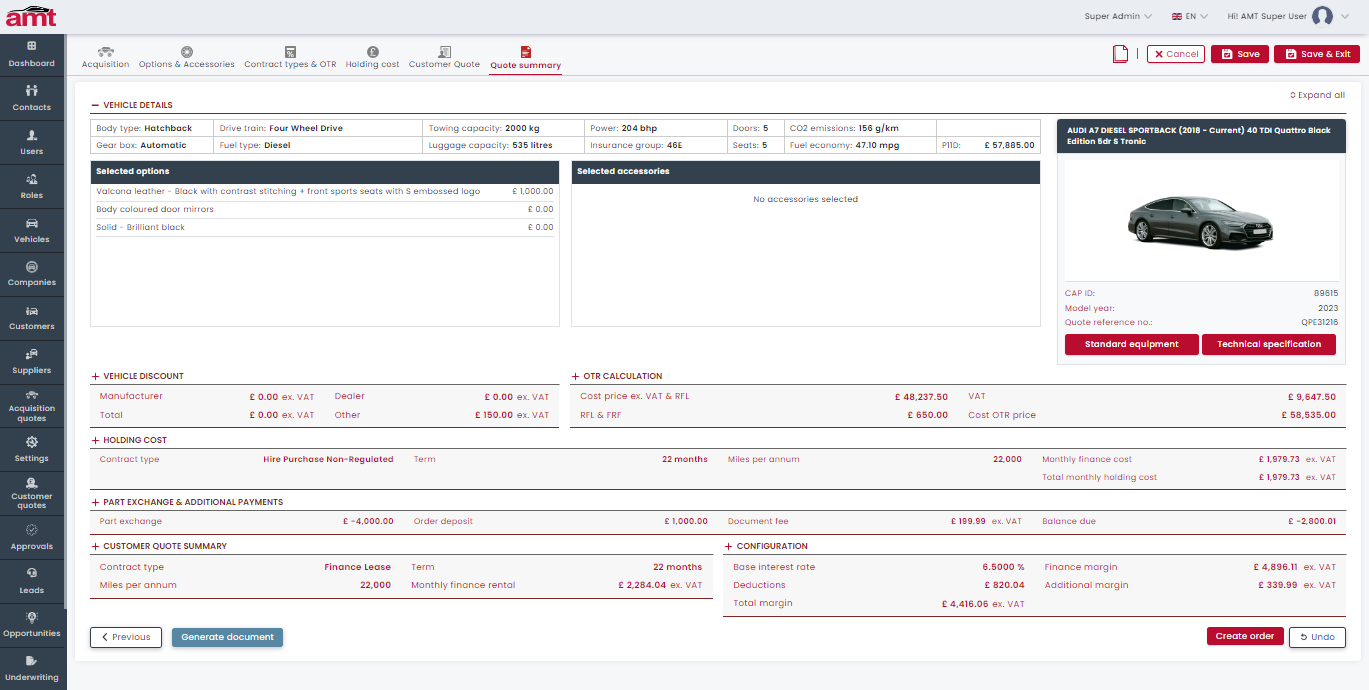 amt
Super Admin
EN
Hi! AMT Super User
Dashboard
Contacts
Users
Roles
Vehicles
Companies
Customers
Suppliers
Acquisition
quotes
Settings
Customer
quotes
Approvals
Leads
Opportunities
Underwriting
Acquisition
Options & Accessories
Contract types & OTR
Holding cost
Customer Quote
Quote summary
Cancel
Save
Save & Exit
Expand all
VEHICLE DETAILS
Body type: Hatchback Drive train: Four Wheel Drive Towing capacity: 2000 kg Power: 204 bhp Doors: 5 CO2 emissions: 156 g/km
Gear box: Automatic Fuel type: Diesel Luggage capacity: 535 litres Insurance group: 46E Seats: 5 Fuel economy: 47.10 mpg P11D: £ 57,885.00
Selected options
Valcona leather - Black with contrast stitching + front sports seats with S embossed logo £ 1,000.00
Body coloured door mirrors £ 0.00
Solid - Brilliant black £ 0.00
Selected accessories
No accessories selected
AUDI A7 DIESEL SPORTBACK (2018 - Current) 40 TDI Quattro Black
Edition 5dr S Tronic
CAP ID: 89615
Model year: 2023
Quote reference no.: QPE31216
Standard equipment
Technical specification
VEHICLE DISCOUNT
Manufacturer £ 0.00 ex. VAT Dealer £ 0.00 ex. VAT
Total £ 0.00 ex. VAT Other £ 150.00 ex. VAT
OTR CALCULATION
Cost price ex. VAT & RFL £ 48,237.50 VAT £ 9,647.50
RFL & FRF £ 650.00 Cost OTR price £ 58,535.00
HOLDING COST
Contract type Hire Purchase Non-Regulated Term 22 months Miles per annum 22,000 Monthly finance cost £ 1,979.73 ex. VAT
Total monthly holding cost £ 1,979.73 ex. VAT
PART EXCHANGE & ADDITIONAL PAYMENTS
Part exchange £ -4,000.00 Order deposit £ 1,000.00 Document fee £ 199.99 ex. VAT Balance due £ -2,800.01
CUSTOMER QUOTE SUMMARY
Contract type Finance Lease Term 22 months
Miles per annum 22,000 Monthly finance rental £ 2,284.04 ex. VAT
CONFIGURATION
Base interest rate 6.5000 % Finance margin £ 4,896.11 ex. VAT
Deductions £ 820.04 Additional margin £ 339.99 ex. VAT
Total margin £ 4,416.06 ex. VAT
Previous
Generate document
Create order
Undo